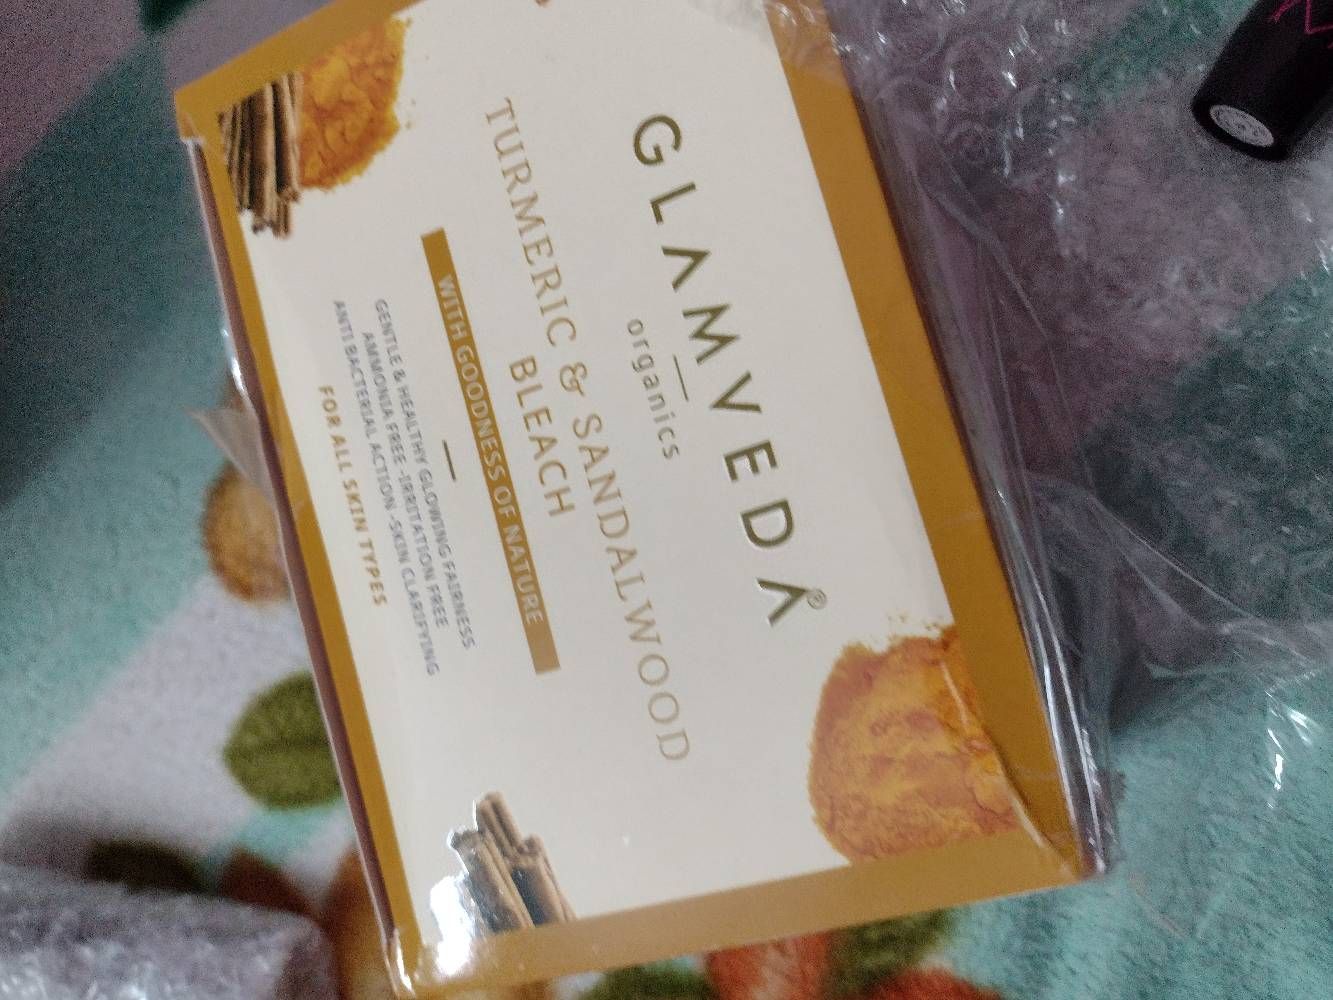 GLAMVEDA®
organics
TURMERIC & SANDALWOOD
BLEACH
WITH GOODNESS OF NATURE
GENTLE & HEALTHY GLOWING FAIRNESS
AMMONIA FREE -IRRITATION FREE
ANTI BACTERIAL ACTION -SKIN CLARIFYING
FOR ALL SKIN TYPES